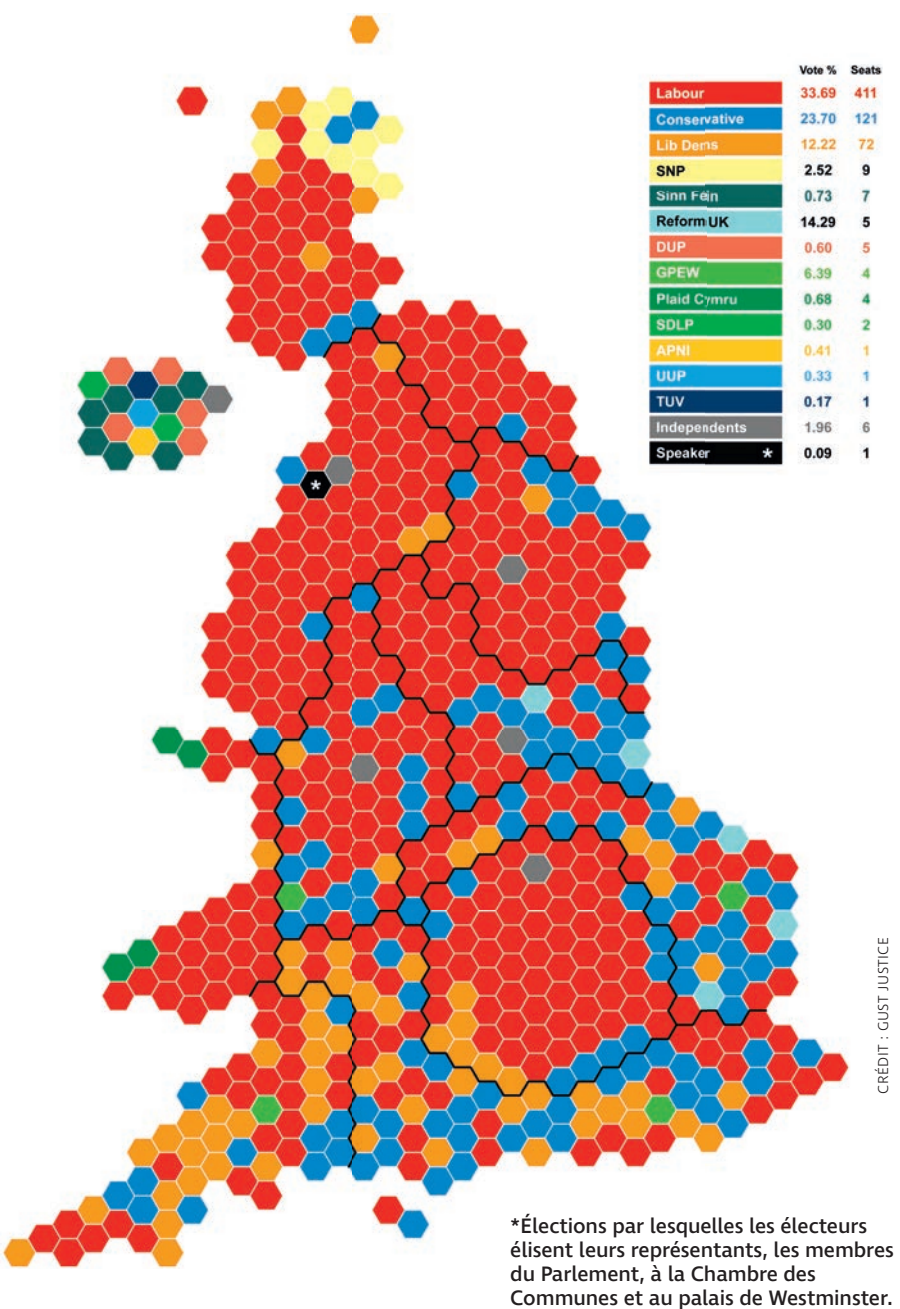 Vote % Seats
Labour 33.69 411
Conservative 23.70 121
Lib Dems 12.22 72
SNP 2.52 9
Sinn Féin 0.73 7
Reform UK 14.29 5
DUP 0.60 5
GPEW 6.39 4
Plaid Cymru 0.68 4
SDLP 0.30 2
APNI 0.41 1
UUP 0.33 1
TUV 0.17 1
Independents 1.96 6
Speaker * 0.09 1
*
CRÉDIT : GUST JUSTICE
*Élections par lesquelles les électeurs
élisent leurs représentants, les membres
du Parlement, à la Chambre des
Communes et au palais de Westminster.